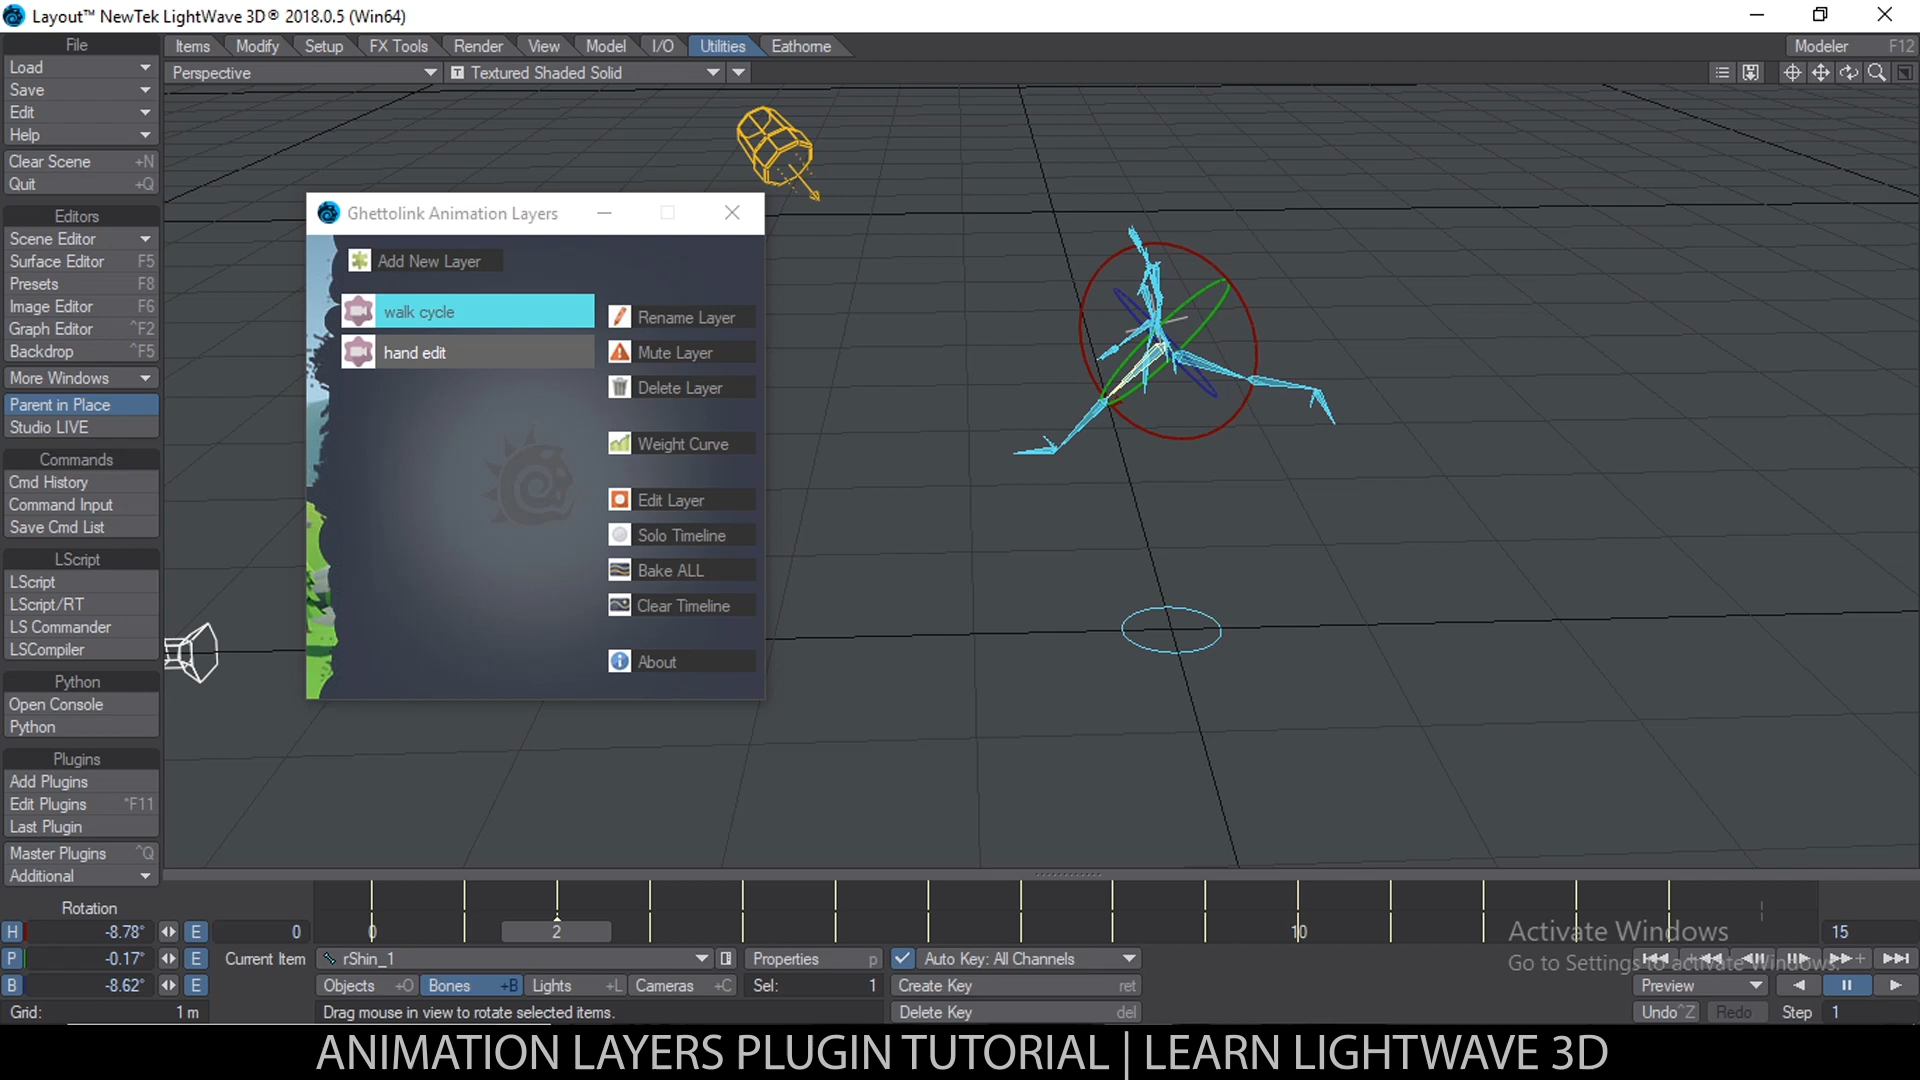 Layout™ NewTek LightWave 3D® 2018.0.5 (Win64)
File
Items Modify Setup FX Tools Render View Model I/O Utilities Eathorne
Modeler F12
Load
Perspective T Textured Shaded Solid
Save
Edit
Help
Clear Scene +N
Quit +Q
Editors
Scene Editor
Surface Editor F5
Presets F8
Image Editor F6
Graph Editor ^F2
Backdrop ^F5
More Windows
Parent in Place
Studio LIVE
Commands
Cmd History
Command Input
Save Cmd List
LScript
LScript
LScript/RT
LS Commander
LSCompiler
Python
Open Console
Python
Plugins
Add Plugins
Edit Plugins ^F11
Last Plugin
Master Plugins ^Q
Additional
Ghettolink Animation Layers
Add New Layer
walk cycle
hand edit
Rename Layer
Mute Layer
Delete Layer
Weight Curve
Edit Layer
Solo Timeline
Bake ALL
Clear Timeline
About
Rotation
H -8.78° E 0 0 2 10 15
P -0.17° E Current Item rShin_1 Properties p Auto Key: All Channels
B -8.62° E Objects +O Bones +B Lights +L Cameras +C Sel: 1 Create Key ret Preview
Grid: 1 m Drag mouse in view to rotate selected items. Delete Key del Undo ^Z Redo Step 1
Activate Windows
Go to Settings to activate Windows.
ANIMATION LAYERS PLUGIN TUTORIAL | LEARN LIGHTWAVE 3D